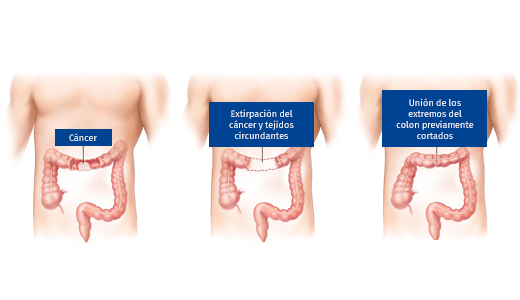 Cáncer
Extirpación del
cáncer y tejidos
circundantes
Unión de los
extremos del
colon previamente
cortados